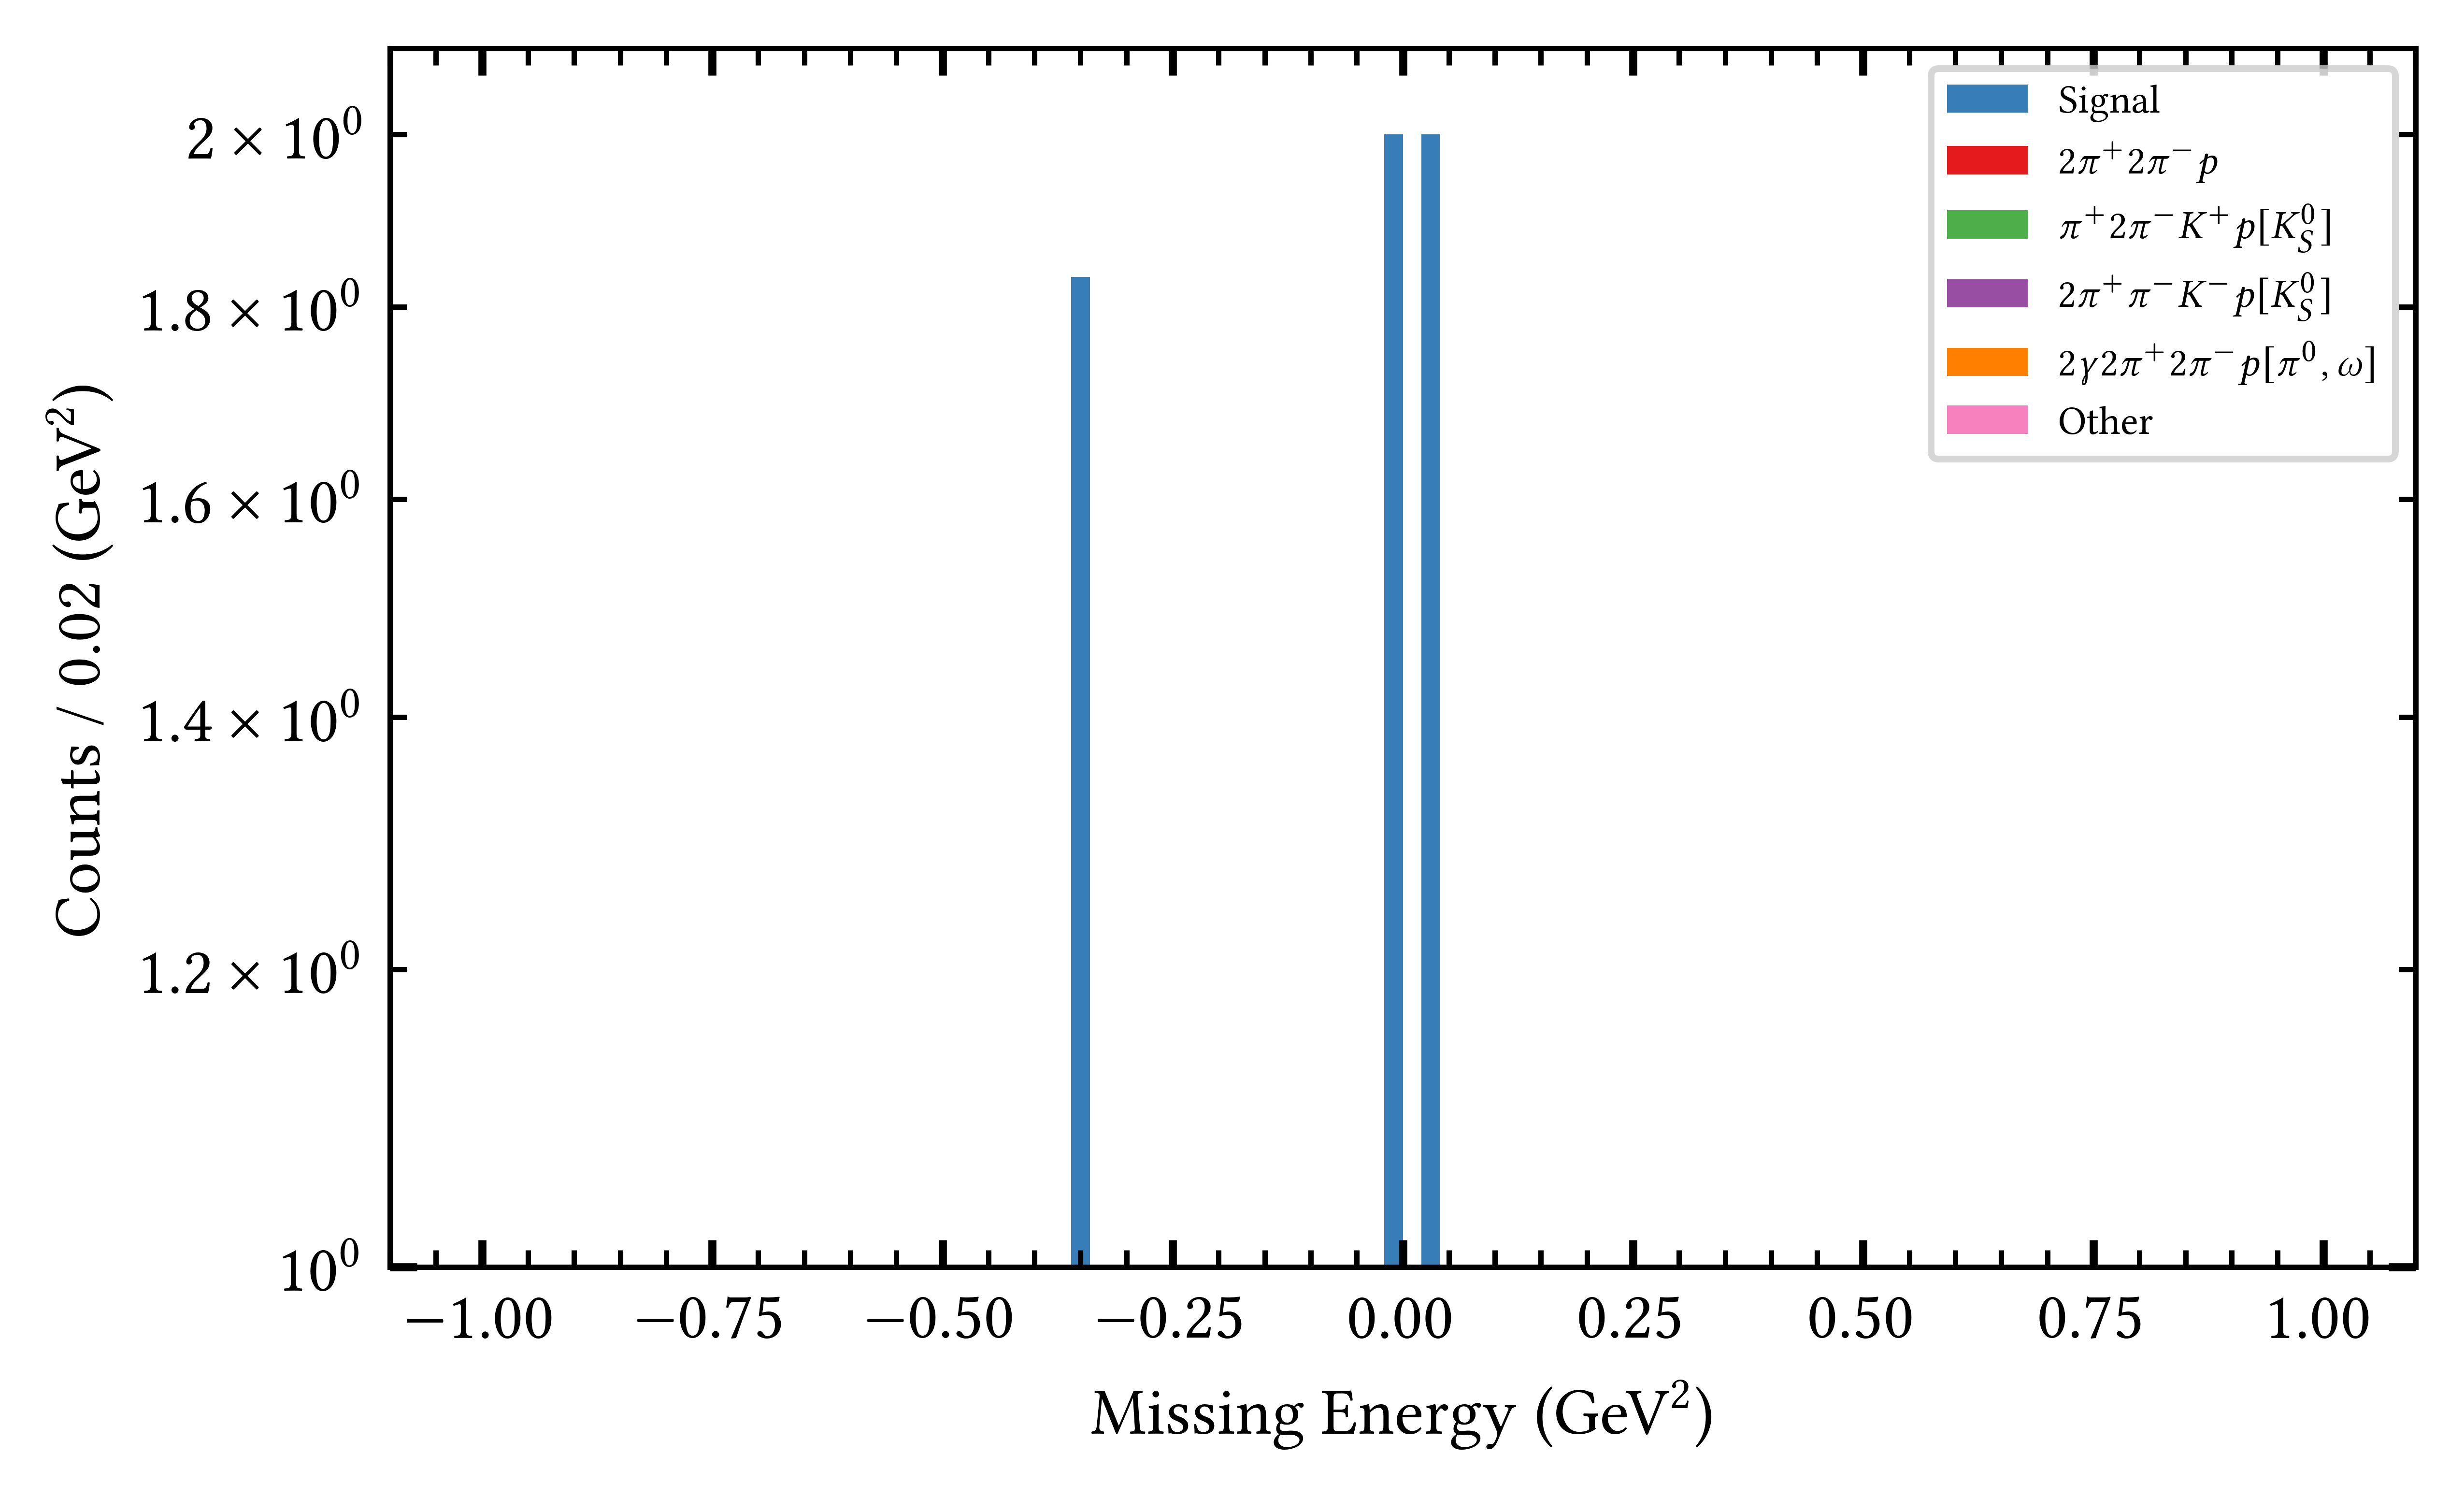 Counts / 0.02 (GeV²)
2 × 10⁰
1.8 × 10⁰
1.6 × 10⁰
1.4 × 10⁰
1.2 × 10⁰
10⁰
Signal
2π⁺2π⁻p
π⁺2π⁻K⁺p[K⁰_S]
2π⁺π⁻K⁻p[K⁰_S]
2γ2π⁺2π⁻p[π⁰, ω]
Other
−1.00 −0.75 −0.50 −0.25 0.00 0.25 0.50 0.75 1.00
Missing Energy (GeV²)